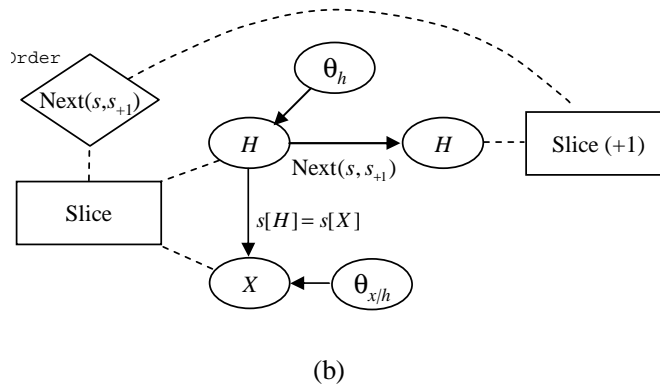 Order
θh
Next(s,s+1)
H
H
Slice (+1)
Next(s, s+1)
Slice
s[H] = s[X]
X
θx/h
(b)